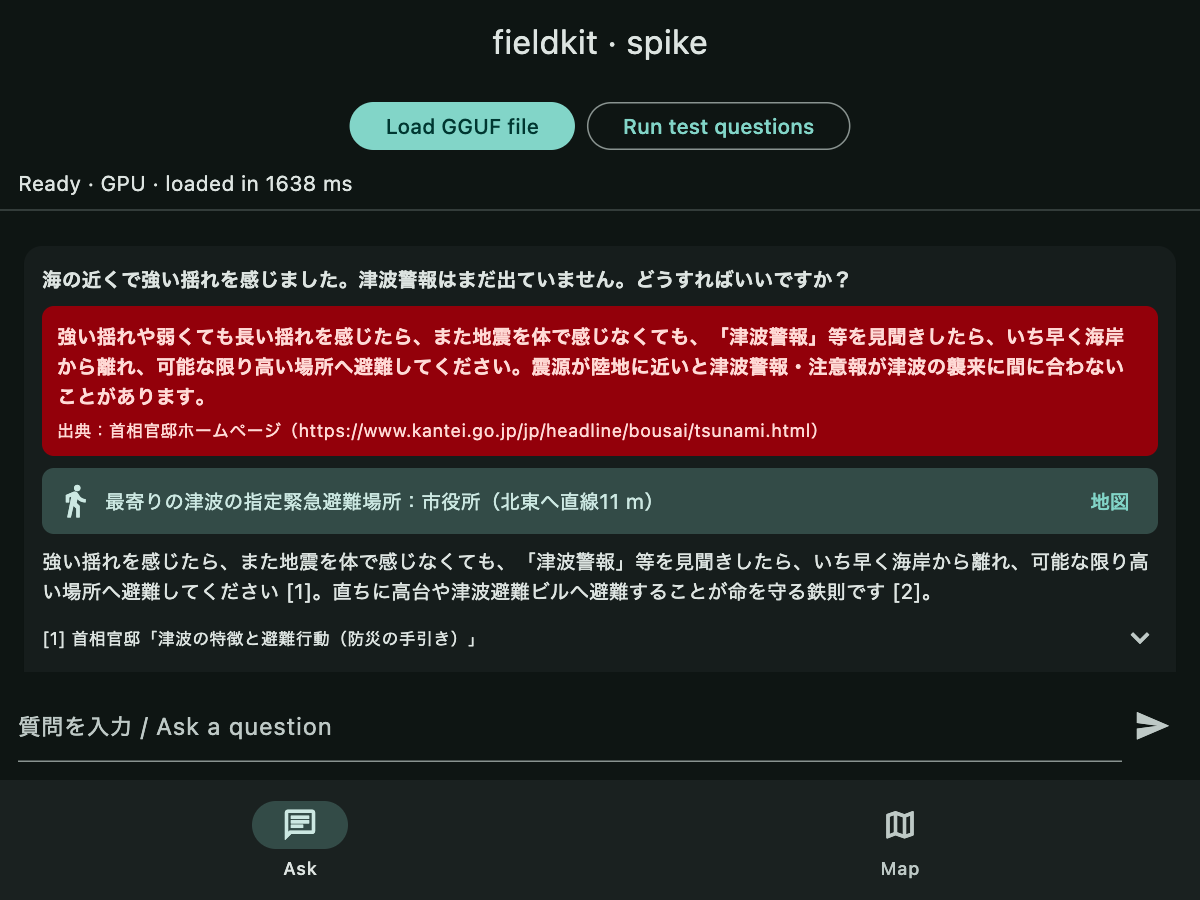 fieldkit · spike
Load GGUF file
Run test questions
Ready · GPU · loaded in 1638 ms
海の近くで強い揺れを感じました。津波警報はまだ出ていません。どうすればいいですか？
強い揺れや弱くても長い揺れを感じたら、また地震を体で感じなくても、「津波警報」等を見聞きしたら、いち早く海岸
から離れ、可能な限り高い場所へ避難してください。震源が陸地に近いと津波警報・注意報が津波の襲来に間に合わない
ことがあります。
出典：首相官邸ホームページ（https://www.kantei.go.jp/jp/headline/bousai/tsunami.html）
最寄りの津波の指定緊急避難場所：市役所（北東へ直線11 m）
地図
強い揺れを感じたら、また地震を体で感じなくても、「津波警報」等を見聞きしたら、いち早く海岸から離れ、可能な限り高
い場所へ避難してください [1]。直ちに高台や津波避難ビルへ避難することが命を守る鉄則です [2]。
[1] 首相官邸「津波の特徴と避難行動（防災の手引き）」
質問を入力 / Ask a question
Ask
Map